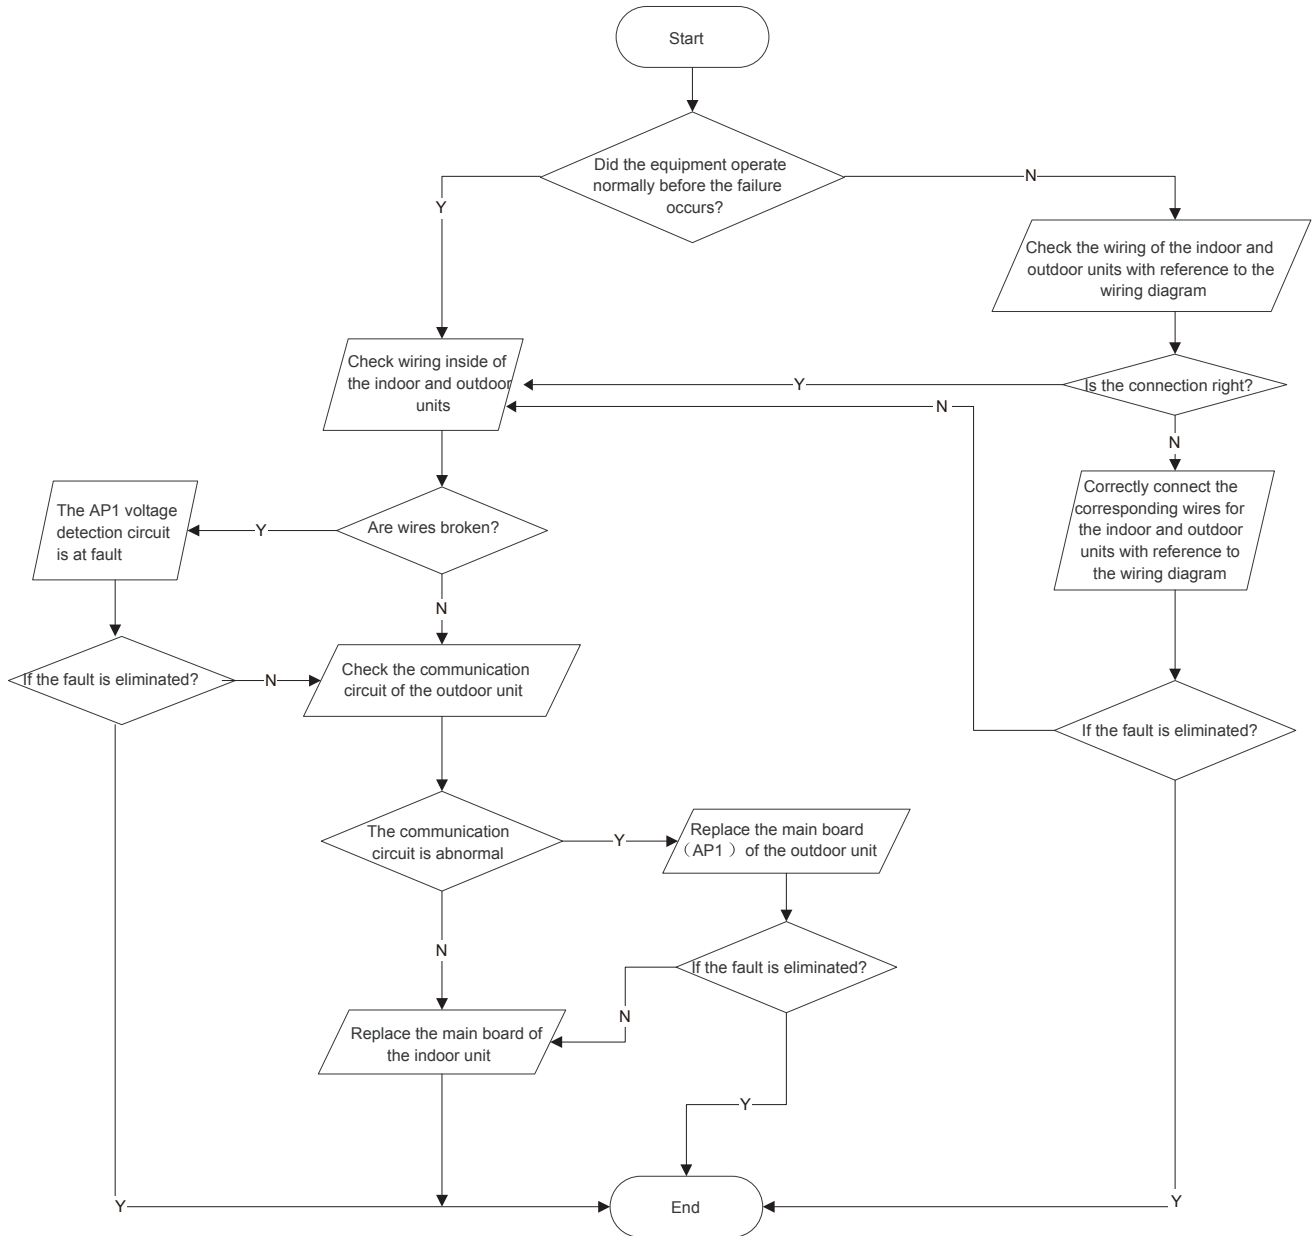 Start
Did the equipment operate
normally before the failure
occurs?
Y
N
Check the wiring of the indoor and
outdoor units with reference to the
wiring diagram
Check wiring inside of
the indoor and outdoor
units
Y
Is the connection right?
N
N
Correctly connect the
corresponding wires for
the indoor and outdoor
units with reference to
the wiring diagram
The AP1 voltage
detection circuit
is at fault
Y
Are wires broken?
N
If the fault is eliminated?
N
Check the communication
circuit of the outdoor unit
If the fault is eliminated?
The communication
circuit is abnormal
Y
Replace the main board
（AP1 ）of the outdoor unit
N
If the fault is eliminated?
N
Replace the main board of
the indoor unit
Y
Y
End
Y